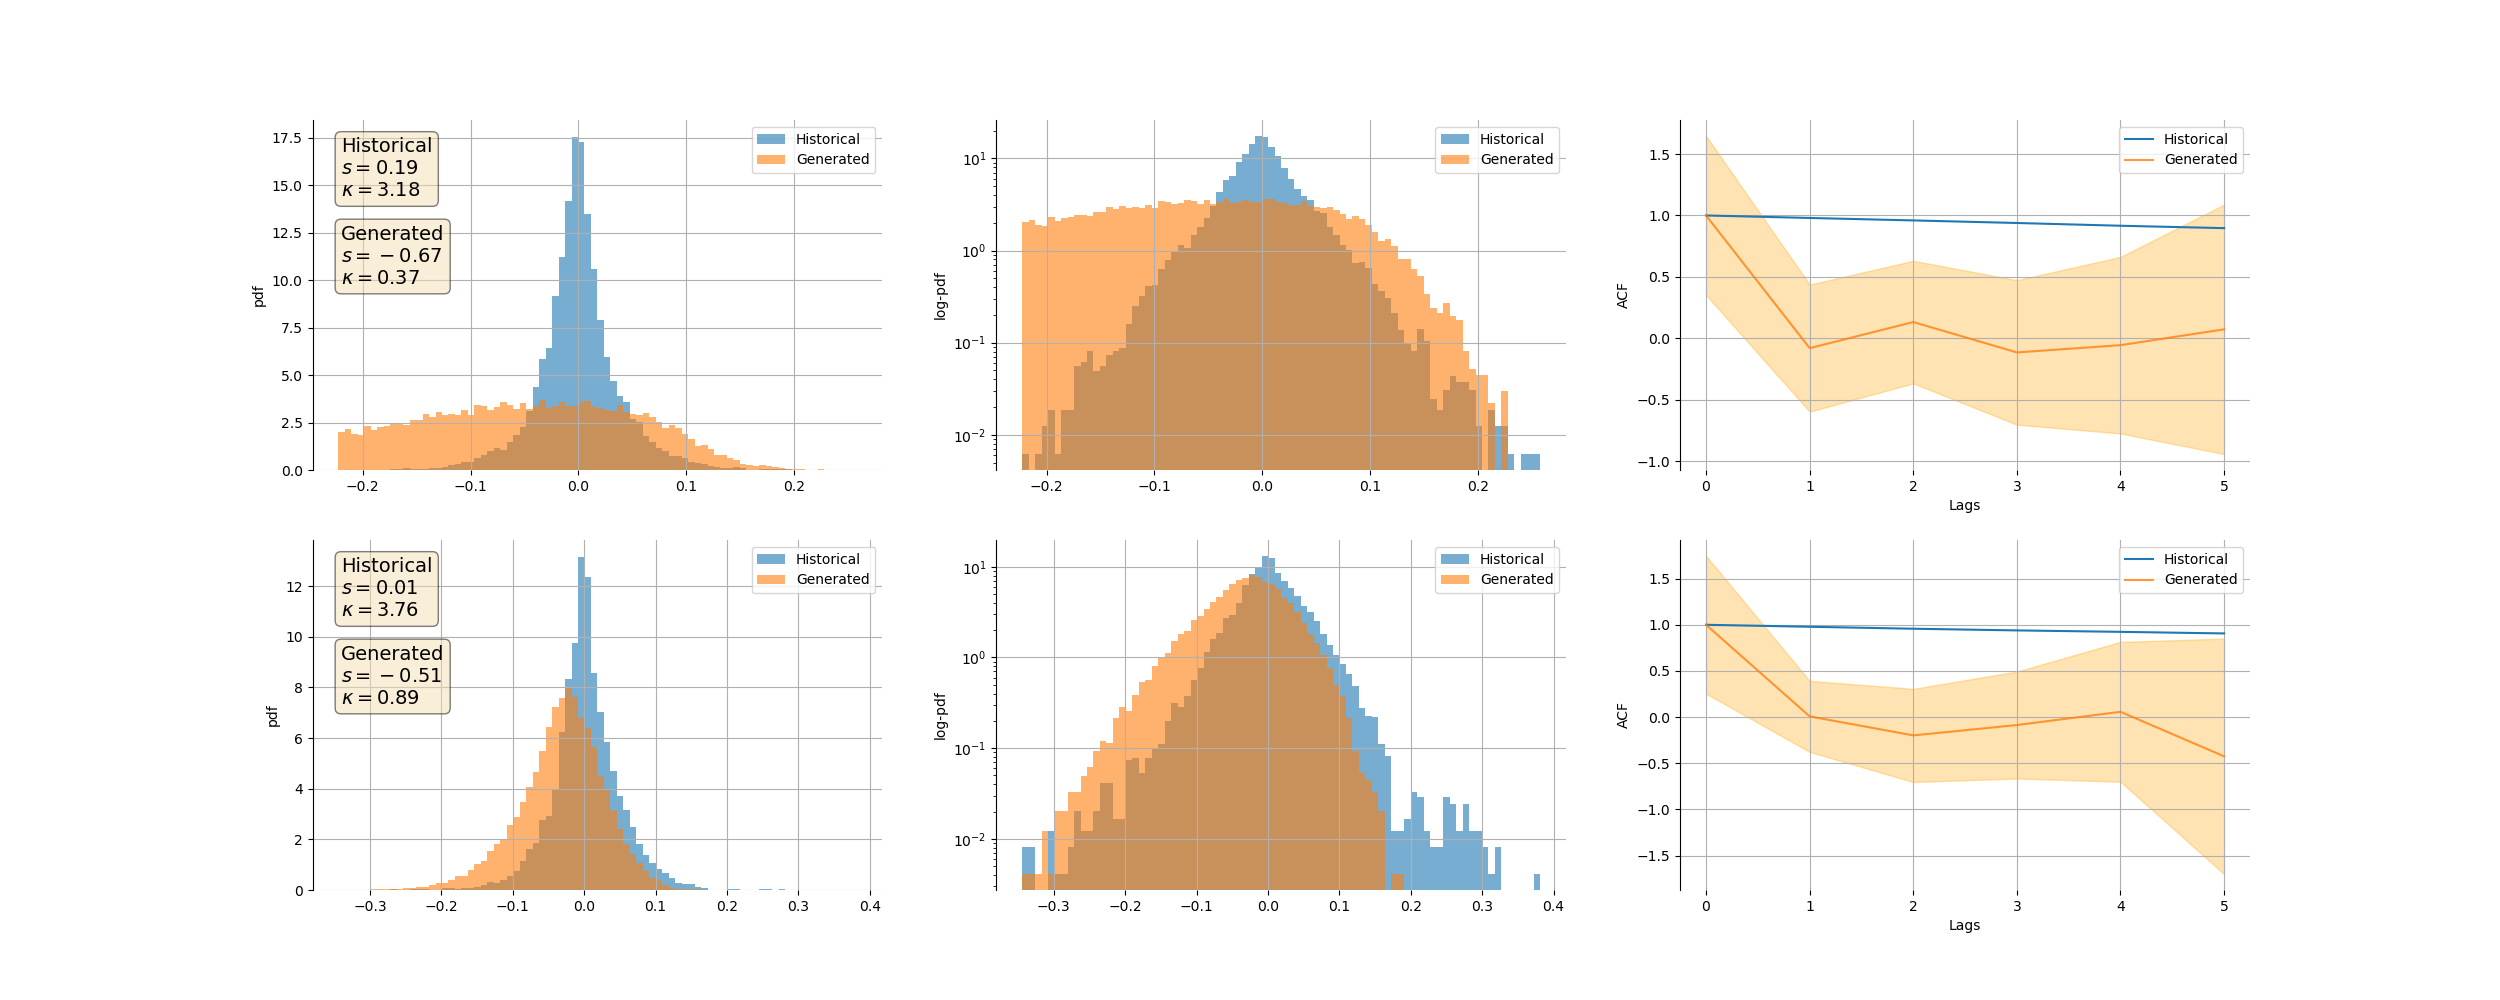 Historical
s = 0.19
κ = 3.18
Generated
s = −0.67
κ = 0.37
Historical
Generated
pdf
17.5
15.0
12.5
10.0
7.5
5.0
2.5
0.0
−0.2
−0.1
0.0
0.1
0.2
Historical
Generated
log-pdf
10¹
10⁰
10⁻¹
10⁻²
−0.2
−0.1
0.0
0.1
0.2
Historical
Generated
ACF
1.5
1.0
0.5
0.0
−0.5
−1.0
0
1
2
3
4
5
Lags
Historical
s = 0.01
κ = 3.76
Generated
s = −0.51
κ = 0.89
Historical
Generated
pdf
12
10
8
6
4
2
0
−0.3
−0.2
−0.1
0.0
0.1
0.2
0.3
0.4
Historical
Generated
log-pdf
10¹
10⁰
10⁻¹
10⁻²
−0.3
−0.2
−0.1
0.0
0.1
0.2
0.3
0.4
Historical
Generated
ACF
1.5
1.0
0.5
0.0
−0.5
−1.0
−1.5
0
1
2
3
4
5
Lags